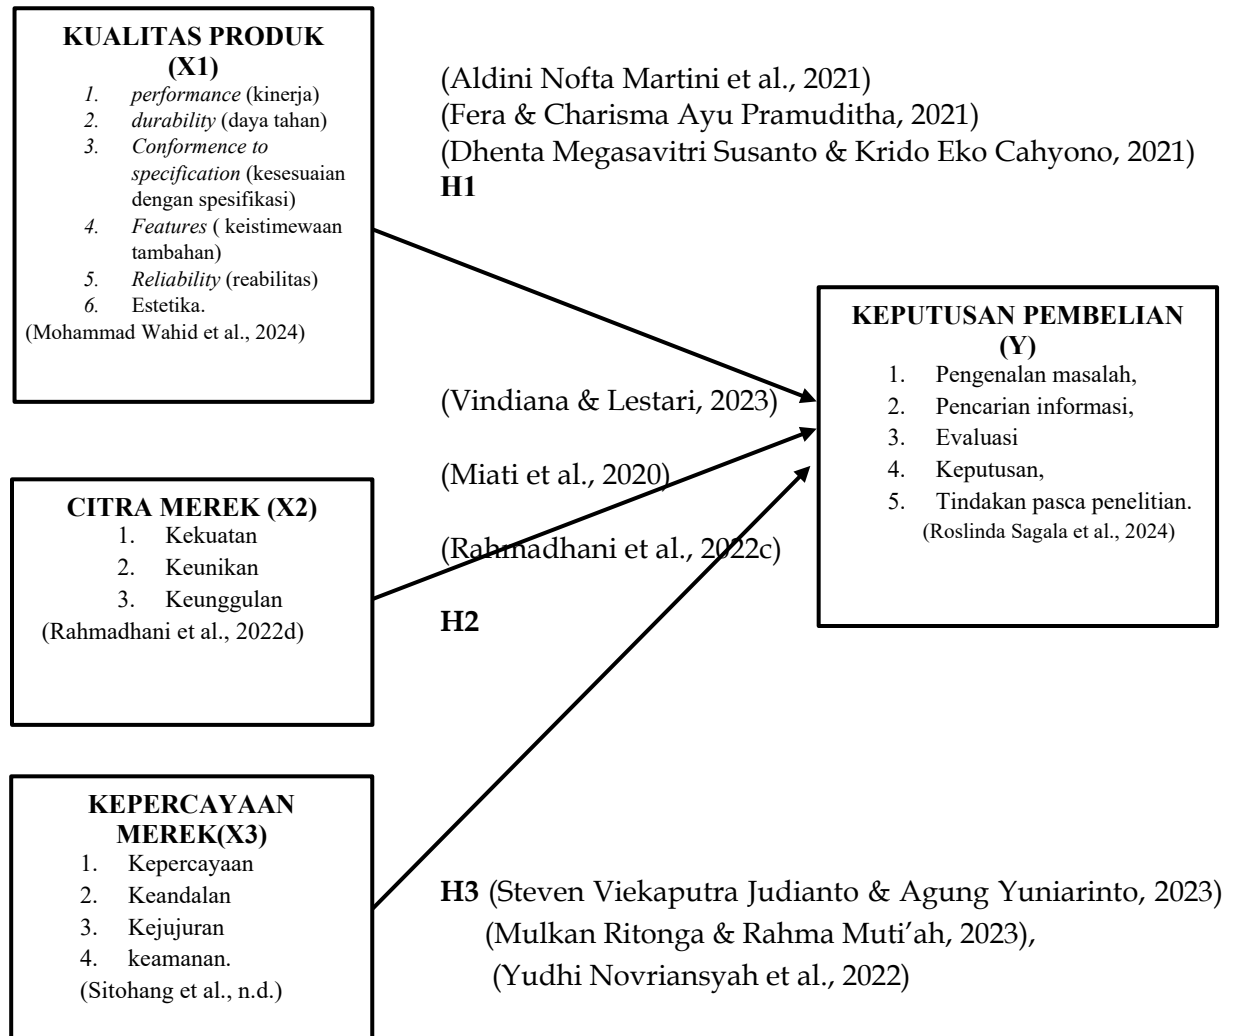 KUALITAS PRODUK
(X1)
1. performance (kinerja)
2. durability (daya tahan)
3. Conformence to
specification (kesesuaian
dengan spesifikasi)
4. Features ( keistimewaan
tambahan)
5. Reliability (reabilitas)
6. Estetika.
(Mohammad Wahid et al., 2024)
(Aldini Nofta Martini et al., 2021)
(Fera & Charisma Ayu Pramuditha, 2021)
(Dhenta Megasavitri Susanto & Krido Eko Cahyono, 2021)
H1
KEPUTUSAN PEMBELIAN
(Y)
1. Pengenalan masalah,
2. Pencarian informasi,
3. Evaluasi
4. Keputusan,
5. Tindakan pasca penelitian.
(Roslinda Sagala et al., 2024)
(Vindiana & Lestari, 2023)
(Miati et al., 2020)
(Rahmadhani et al., 2022c)
H2
CITRA MEREK (X2)
1. Kekuatan
2. Keunikan
3. Keunggulan
(Rahmadhani et al., 2022d)
KEPERCAYAAN
MEREK(X3)
1. Kepercayaan
2. Keandalan
3. Kejujuran
4. keamanan.
(Sitohang et al., n.d.)
H3 (Steven Viekaputra Judianto & Agung Yuniarinto, 2023)
(Mulkan Ritonga & Rahma Muti’ah, 2023),
(Yudhi Novriansyah et al., 2022)